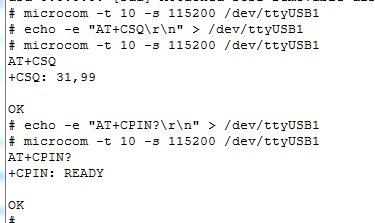 # microcom -t 10 -s 115200 /dev/ttyUSB1
# echo -e "AT+CSQ\r\n" > /dev/ttyUSB1
# microcom -t 10 -s 115200 /dev/ttyUSB1
AT+CSQ
+CSQ: 31,99

OK
# echo -e "AT+CPIN?\r\n" > /dev/ttyUSB1
# microcom -t 10 -s 115200 /dev/ttyUSB1
AT+CPIN?
+CPIN: READY

OK
#